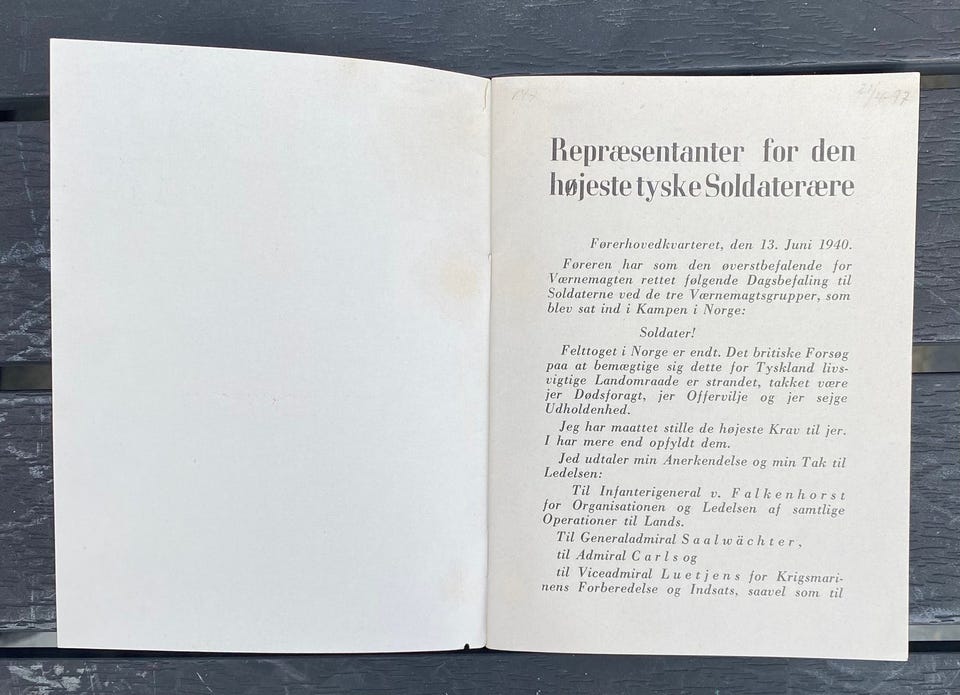 Repræsentanter for den
højeste tyske Soldaterære
Førerhovedkvarteret, den 13. Juni 1940.
Føreren har som den øverstbefalende for
Værnemagten rettet følgende Dagsbefaling til
Soldaterne ved de tre Værnemagtsgrupper, som
blev sat ind i Kampen i Norge:
Soldater!
Felttoget i Norge er endt. Det britiske Forsøg
paa at bemægtige sig dette for Tyskland livs-
vigtige Landomraade er strandet, takket være
jer Dødsforagt, jer Offervilje og jer sejge
Udholdenhed.
Jeg har maattet stille de højeste Krav til jer.
I har mere end opfyldt dem.
Jed udtaler min Anerkendelse og min Tak til
Ledelsen:
Til Infanterigeneral v. Falkenhorst
for Organisationen og Ledelsen af samtlige
Operationer til Lands.
Til Generaladmiral Saalwächter,
til Admiral Carls og
til Viceadmiral Luetjens for Krigsmari-
nens Forberedelse og Indsats, saavel som til